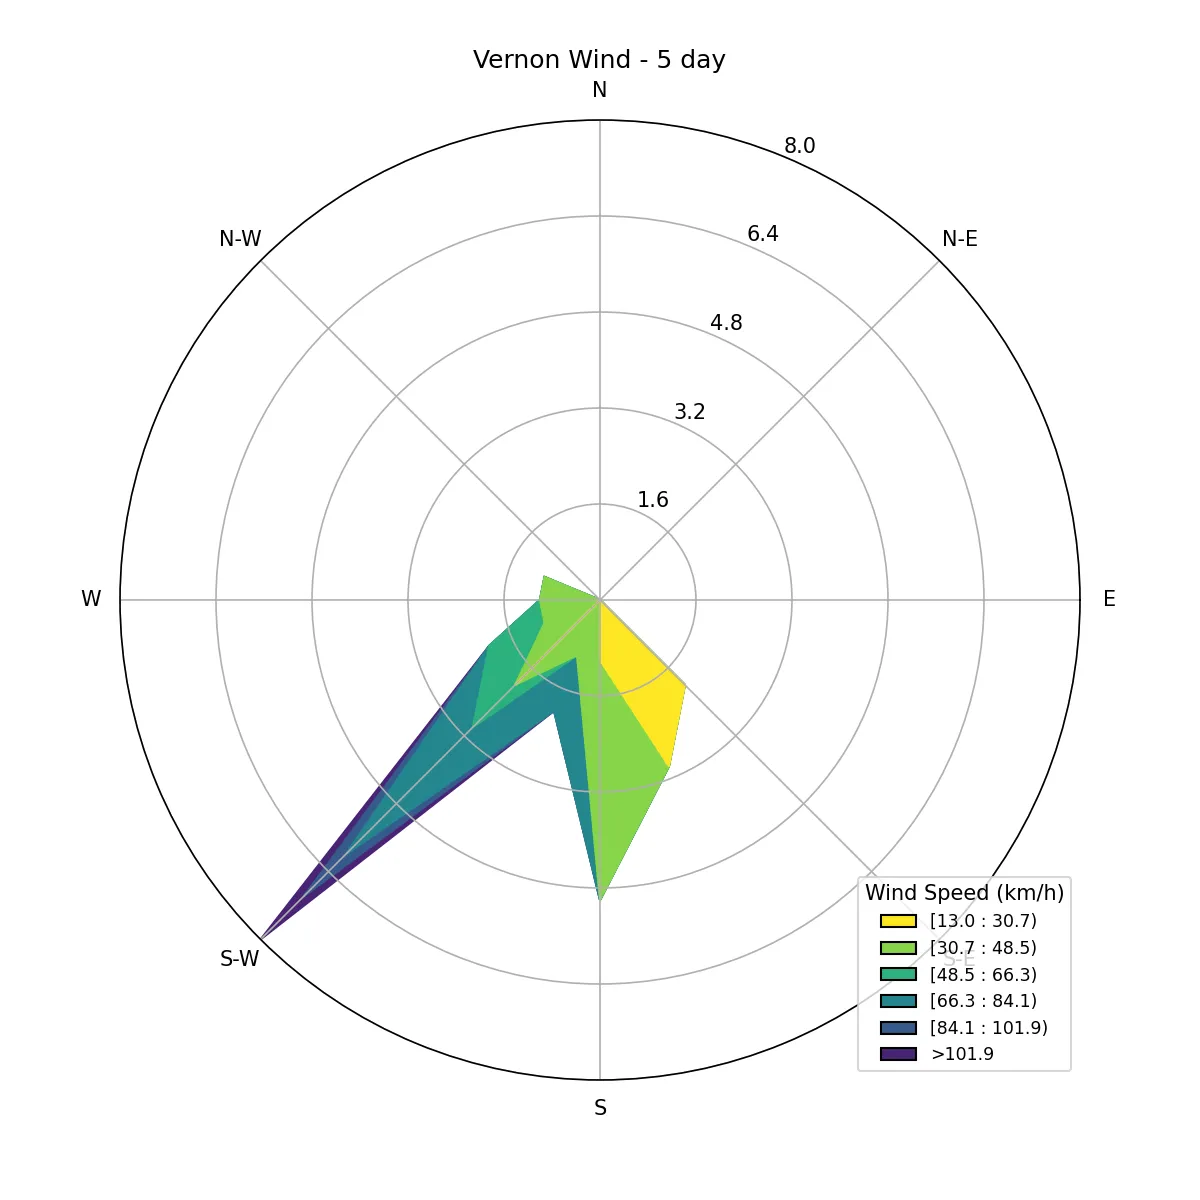 Vernon Wind - 5 day
N
8.0
N-W
6.4
N-E
4.8
3.2
1.6
W
E
S-W
S-E
S
Wind Speed (km/h)
[13.0 : 30.7)
[30.7 : 48.5)
[48.5 : 66.3)
[66.3 : 84.1)
[84.1 : 101.9)
>101.9